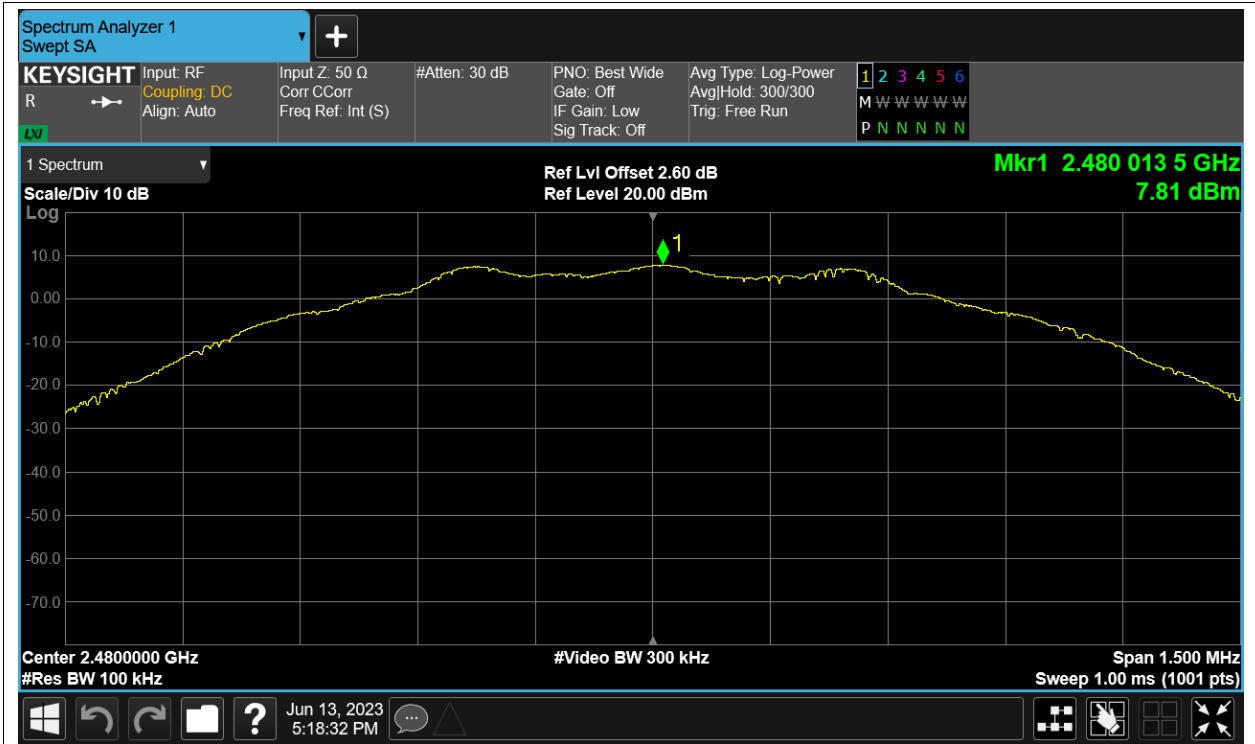 Spectrum Analyzer 1
Swept SA
KEYSIGHT
R
LXI
Input: RF
Coupling: DC
Align: Auto
Input Z: 50 Ω
Corr CCorr
Freq Ref: Int (S)
#Atten: 30 dB
PNO: Best Wide
Gate: Off
IF Gain: Low
Sig Track: Off
Avg Type: Log-Power
Avg|Hold: 300/300
Trig: Free Run
1 2 3 4 5 6
M W W W W W
P N N N N N
1 Spectrum
Scale/Div 10 dB
Log
Ref Lvl Offset 2.60 dB
Ref Level 20.00 dBm
Mkr1 2.480 013 5 GHz
7.81 dBm
1
10.0
0.00
-10.0
-20.0
-30.0
-40.0
-50.0
-60.0
-70.0
Center 2.4800000 GHz
#Res BW 100 kHz
#Video BW 300 kHz
Span 1.500 MHz
Sweep 1.00 ms (1001 pts)
?
Jun 13, 2023
5:18:32 PM